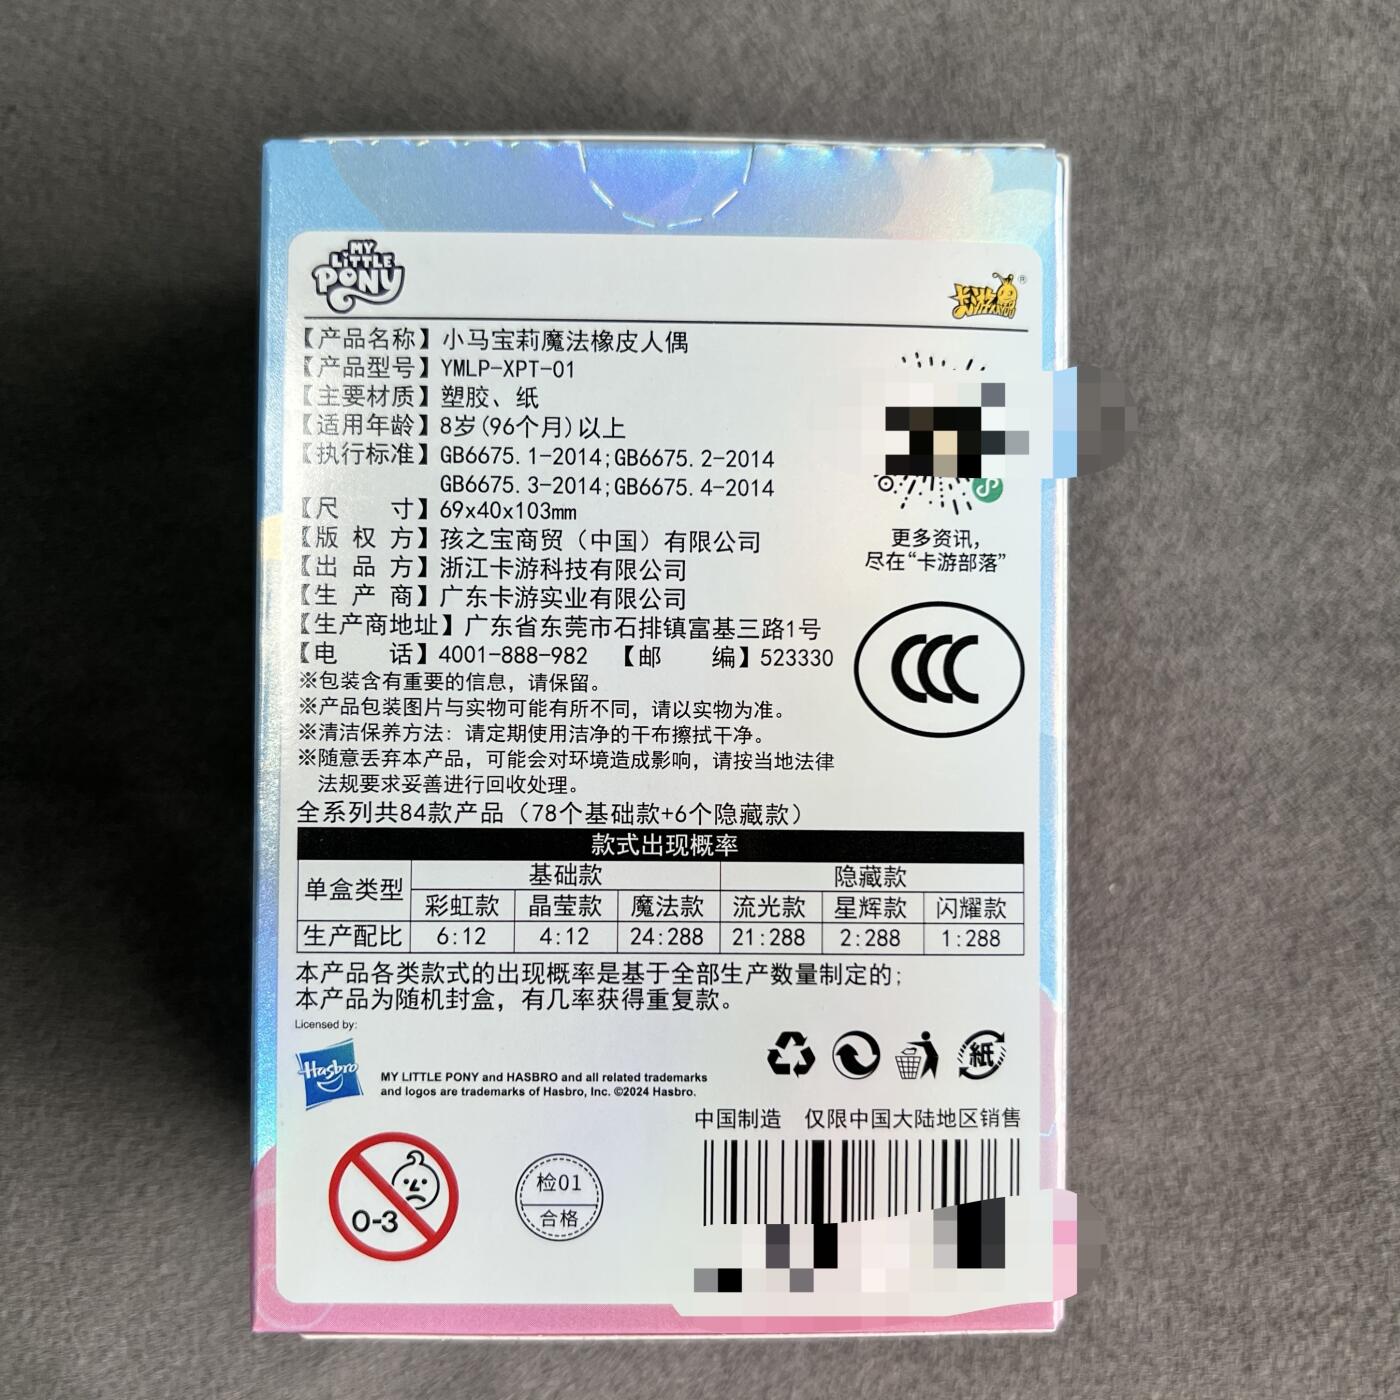 MY
LITTLE
PONY
卡游
【产品名称】小马宝莉魔法橡皮人偶
【产品型号】YMLP-XPT-01
【主要材质】塑胶、纸
【适用年龄】8岁(96个月)以上
【执行标准】GB6675.1-2014;GB6675.2-2014
GB6675.3-2014;GB6675.4-2014
【尺 寸】69x40x103mm
【版 权 方】孩之宝商贸（中国）有限公司
【出 品 方】浙江卡游科技有限公司
【生 产 商】广东卡游实业有限公司
【生产商地址】广东省东莞市石排镇富基三路1号
【电 话】4001-888-982 【邮 编】523330
更多资讯，
尽在“卡游部落”
CCC
※包装含有重要的信息，请保留。
※产品包装图片与实物可能有所不同，请以实物为准。
※清洁保养方法：请定期使用洁净的干布擦拭干净。
※随意丢弃本产品，可能会对环境造成影响，请按当地法律
法规要求妥善进行回收处理。
全系列共84款产品（78个基础款+6个隐藏款）
款式出现概率
单盒类型 基础款 隐藏款
彩虹款 晶莹款 魔法款 流光款 星辉款 闪耀款
生产配比 6:12 4:12 24:288 21:288 2:288 1:288
本产品各类款式的出现概率是基于全部生产数量制定的；
本产品为随机封盒，有几率获得重复款。
Licensed by:
Hasbro
MY LITTLE PONY and HASBRO and all related trademarks
and logos are trademarks of Hasbro, Inc. ©2024 Hasbro.
紙
中国制造 仅限中国大陆地区销售
0-3
检01
合格